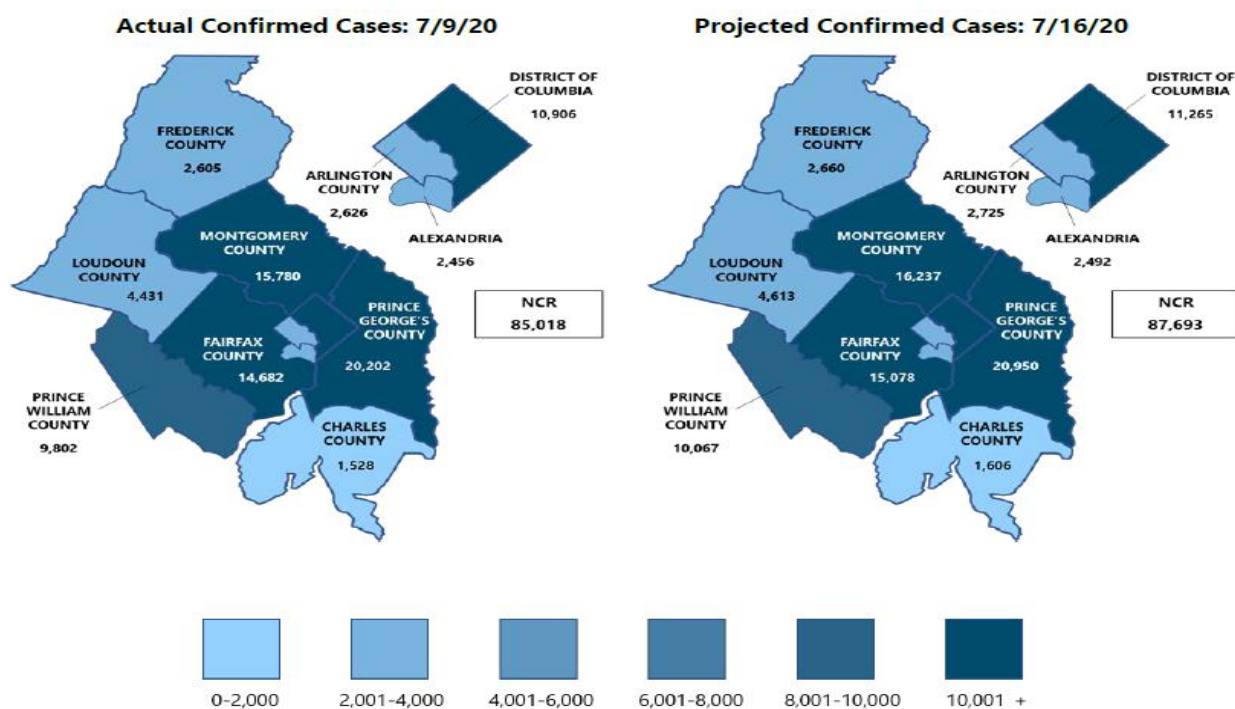 Actual Confirmed Cases: 7/9/20
FREDERICK
COUNTY
2,605
DISTRICT OF
COLUMBIA
10,906
ARLINGTON
COUNTY
2,626
ALEXANDRIA
2,456
MONTGOMERY
COUNTY
15,780
LOUDOUN
COUNTY
4,431
NCR
85,018
PRINCE
GEORGE'S
COUNTY
20,202
FAIRFAX
COUNTY
14,682
PRINCE
WILLIAM
COUNTY
9,802
CHARLES
COUNTY
1,528
Projected Confirmed Cases: 7/16/20
FREDERICK
COUNTY
2,660
DISTRICT OF
COLUMBIA
11,265
ARLINGTON
COUNTY
2,725
ALEXANDRIA
2,492
MONTGOMERY
COUNTY
16,237
LOUDOUN
COUNTY
4,613
NCR
87,693
PRINCE
GEORGE'S
COUNTY
20,950
FAIRFAX
COUNTY
15,078
PRINCE
WILLIAM
COUNTY
10,067
CHARLES
COUNTY
1,606
0-2,000
2,001-4,000
4,001-6,000
6,001-8,000
8,001-10,000
10,001 +